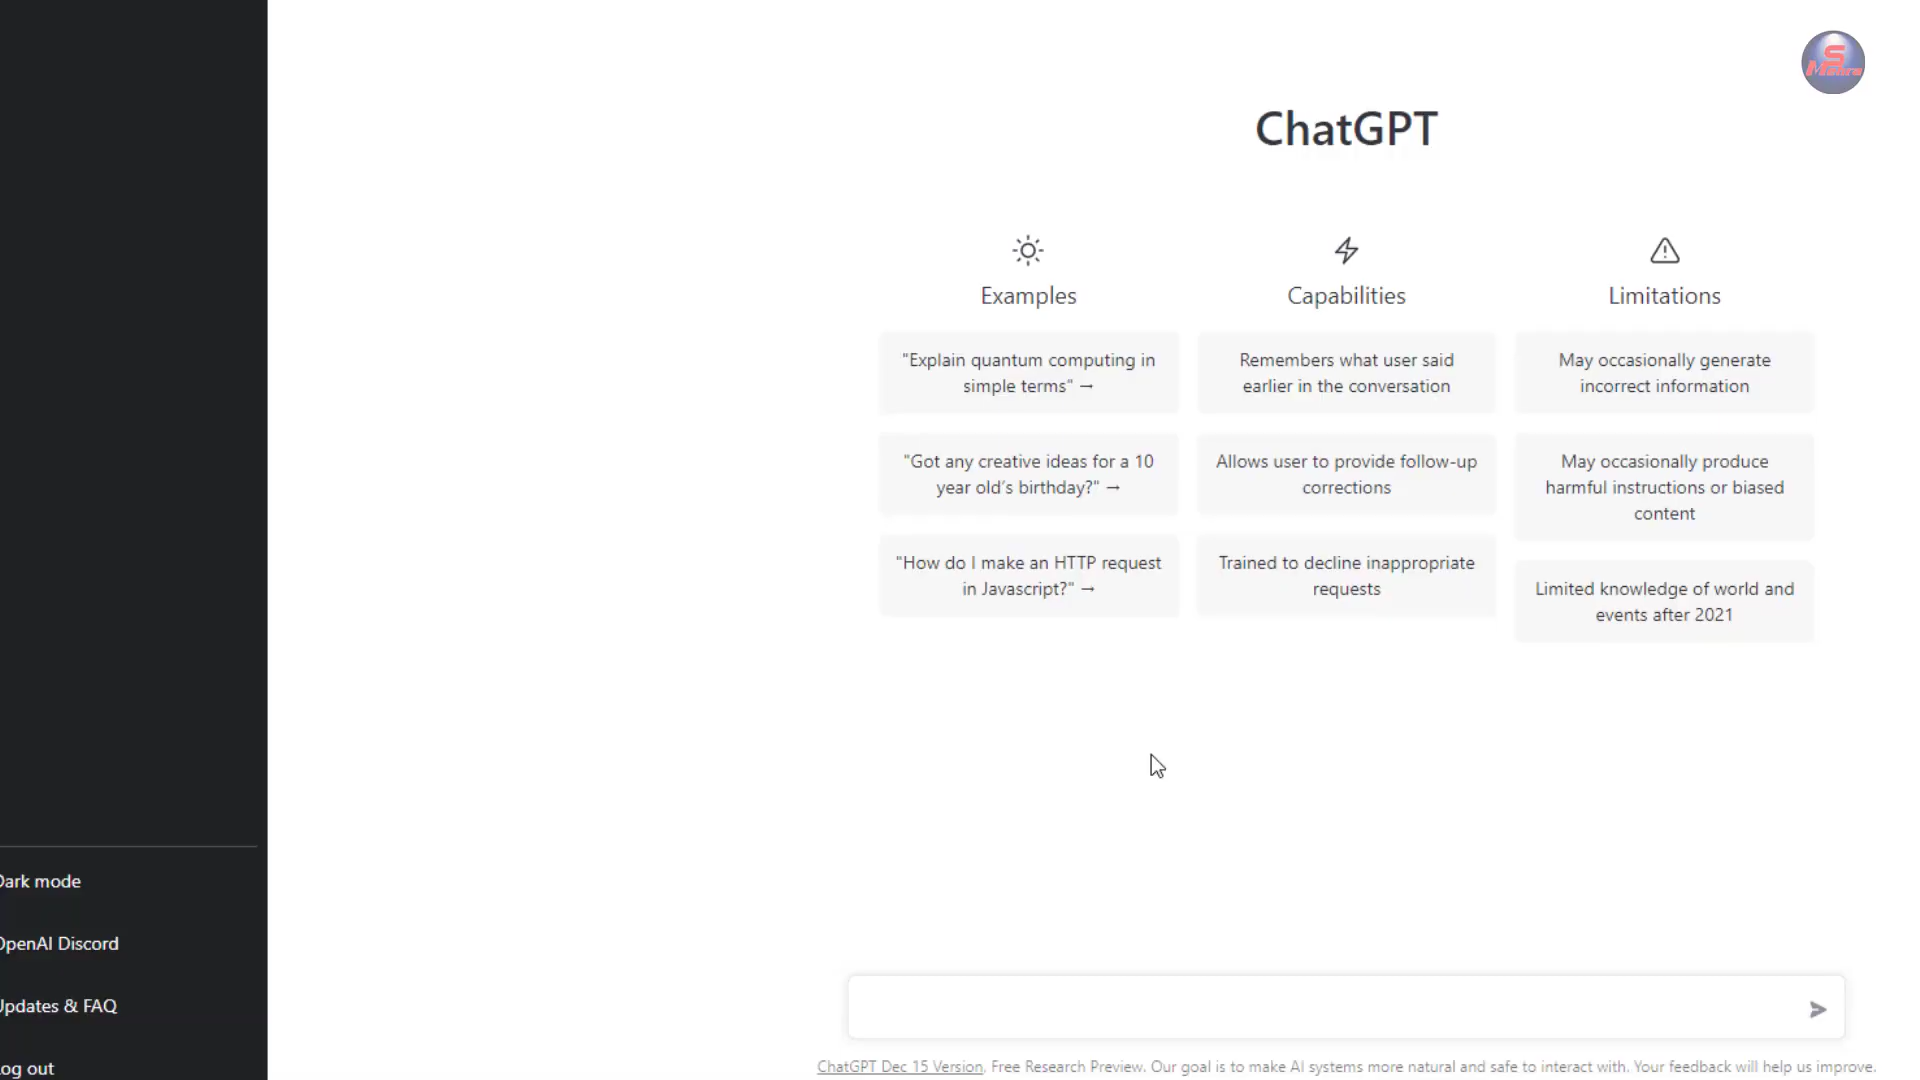 S
ChatGPT
Examples
"Explain quantum computing in
simple terms" →
"Got any creative ideas for a 10
year old's birthday?" →
"How do I make an HTTP request
in Javascript?" →
Capabilities
Remembers what user said
earlier in the conversation
Allows user to provide follow-up
corrections
Trained to decline inappropriate
requests
Limitations
May occasionally generate
incorrect information
May occasionally produce
harmful instructions or biased
content
Limited knowledge of world and
events after 2021
Dark mode
OpenAI Discord
Updates & FAQ
og out
ChatGPT Dec 15 Version. Free Research Preview. Our goal is to make AI systems more natural and safe to interact with. Your feedback will help us improve.